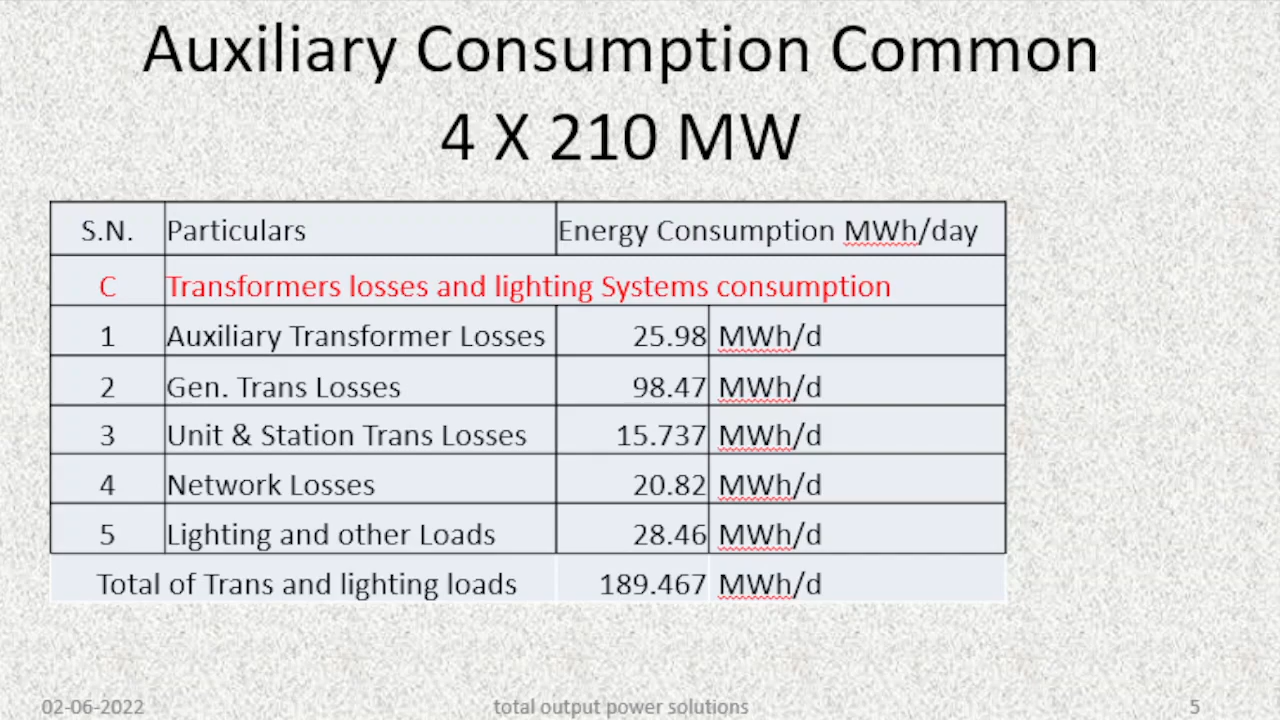 Auxiliary Consumption Common
4 X 210 MW
S.N. Particulars Energy Consumption MWh/day
C Transformers losses and lighting Systems consumption
1 Auxiliary Transformer Losses 25.98 MWh/d
2 Gen. Trans Losses 98.47 MWh/d
3 Unit & Station Trans Losses 15.737 MWh/d
4 Network Losses 20.82 MWh/d
5 Lighting and other Loads 28.46 MWh/d
Total of Trans and lighting loads 189.467 MWh/d
02-06-2022 total output power solutions 5